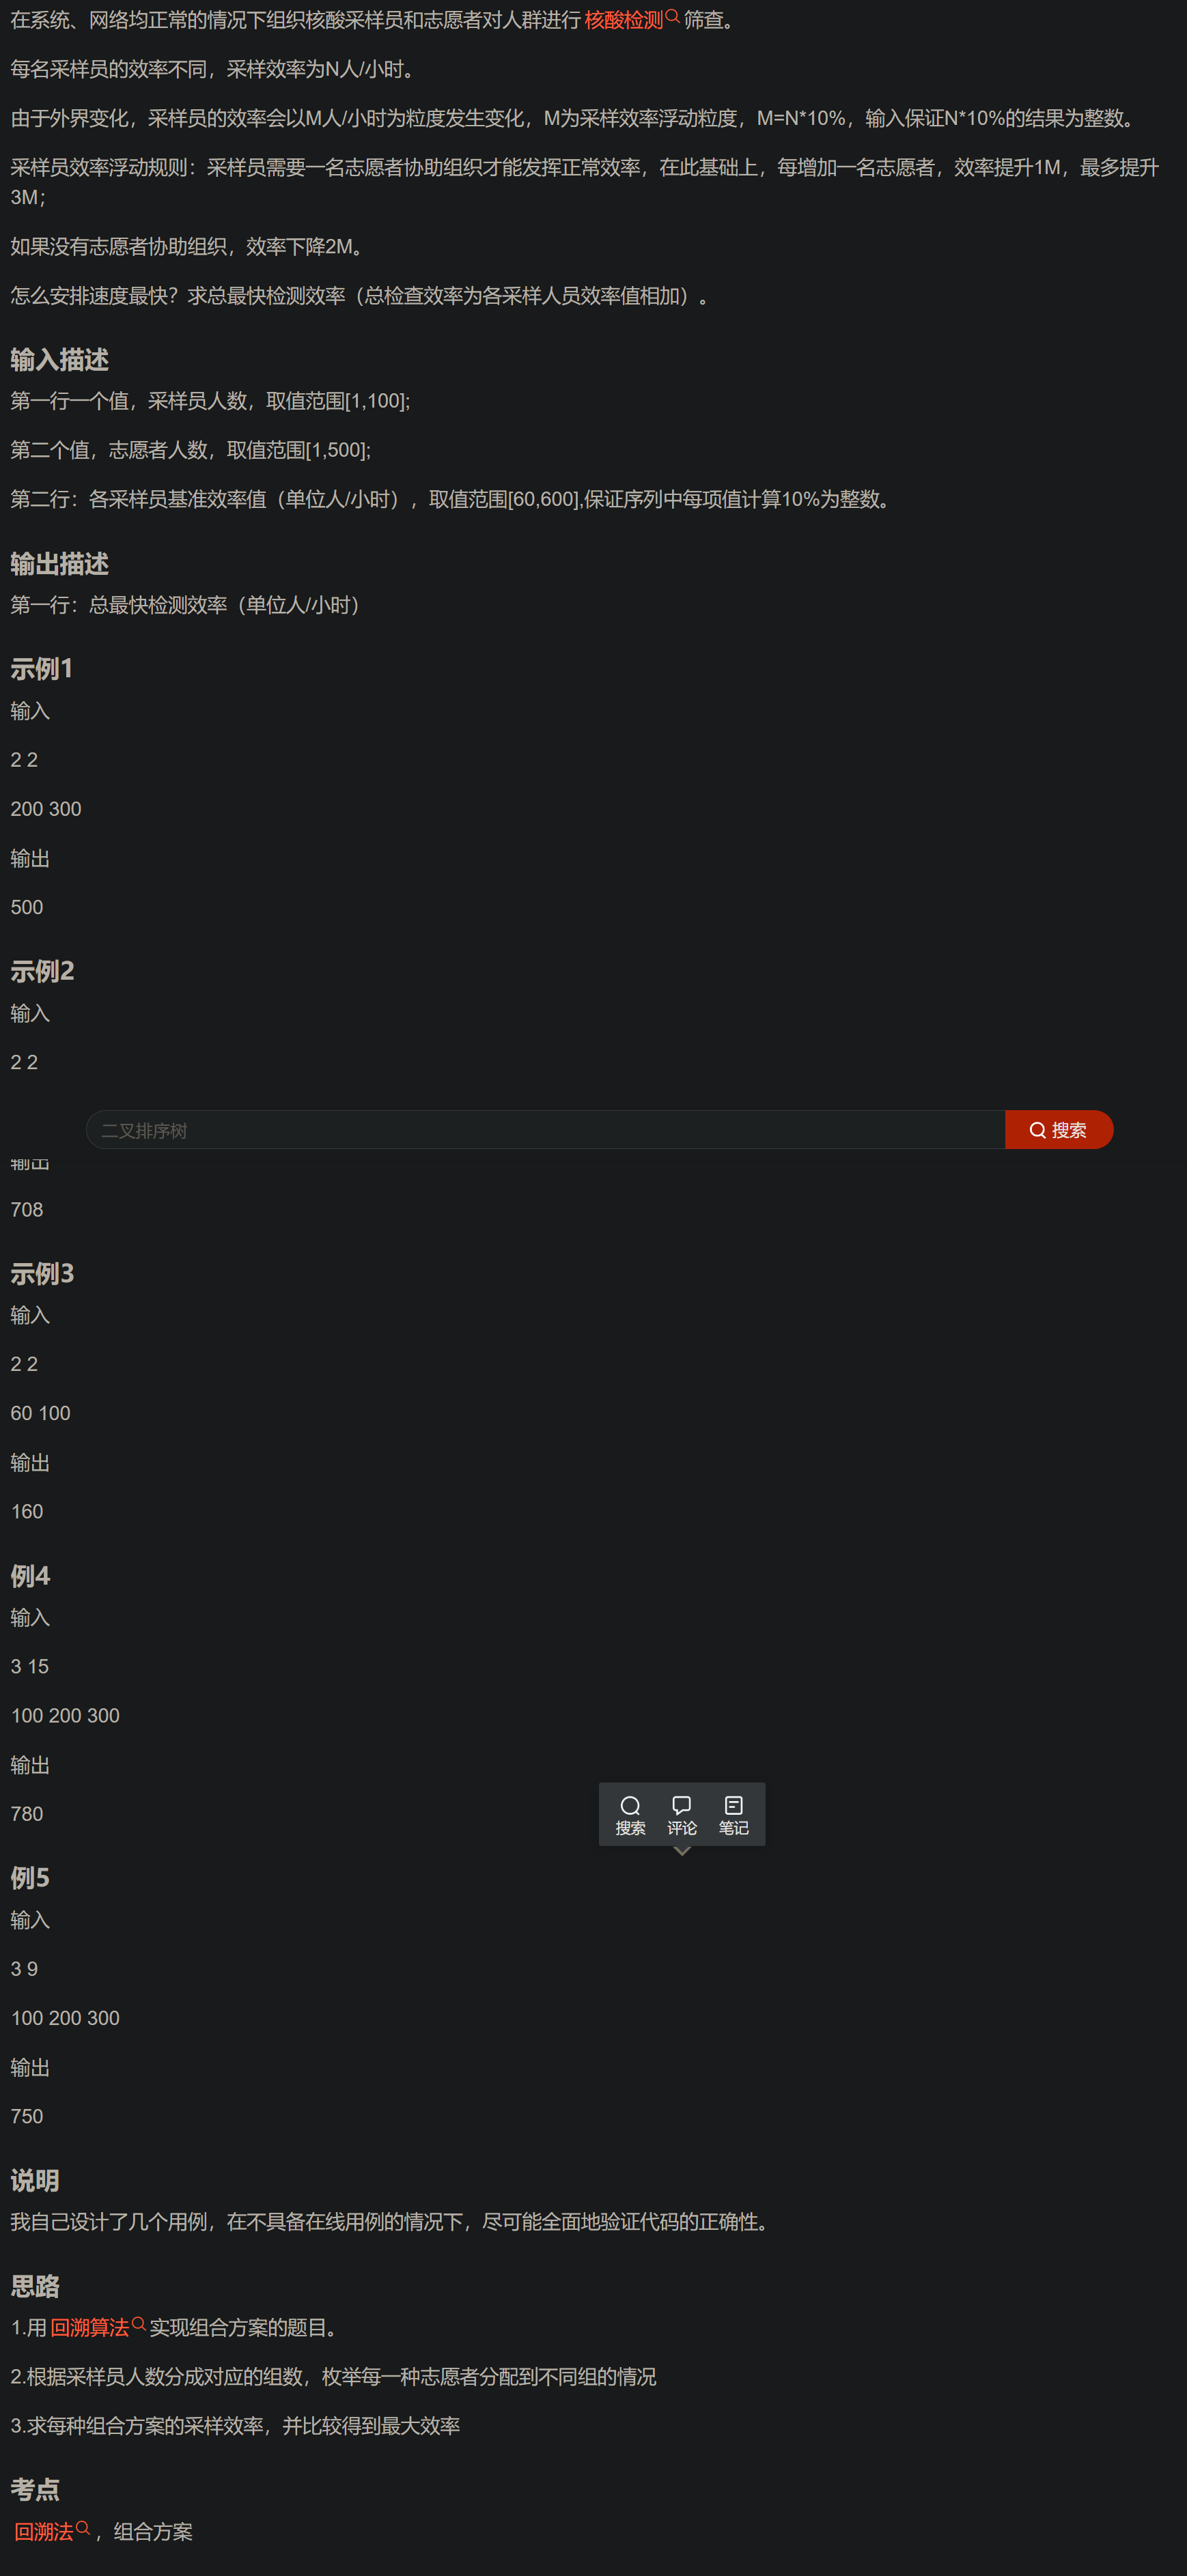 在系统、网络均正常的情况下组织核酸采样员和志愿者对人群进行核酸检测筛查。
每名采样员的效率不同，采样效率为N人/小时。
由于外界变化，采样员的效率会以M人/小时为粒度发生变化，M为采样效率浮动粒度，M=N*10%，输入保证N*10%的结果为整数。
采样员效率浮动规则：采样员需要一名志愿者协助组织才能发挥正常效率，在此基础上，每增加一名志愿者，效率提升1M，最多提升
3M；
如果没有志愿者协助组织，效率下降2M。
怎么安排速度最快？求总最快检测效率（总检查效率为各采样人员效率值相加）。
输入描述
第一行一个值，采样员人数，取值范围[1,100];
第二个值，志愿者人数，取值范围[1,500];
第二行：各采样员基准效率值（单位人/小时），取值范围[60,600],保证序列中每项值计算10%为整数。
输出描述
第一行：总最快检测效率（单位人/小时）
示例1
输入
2 2
200 300
输出
500
示例2
输入
2 2
二叉排序树
搜索
输出
708
示例3
输入
2 2
60 100
输出
160
例4
输入
3 15
100 200 300
输出
780
搜索 评论 笔记
例5
输入
3 9
100 200 300
输出
750
说明
我自己设计了几个用例，在不具备在线用例的情况下，尽可能全面地验证代码的正确性。
思路
1.用回溯算法实现组合方案的题目。
2.根据采样员人数分成对应的组数，枚举每一种志愿者分配到不同组的情况
3.求每种组合方案的采样效率，并比较得到最大效率
考点
回溯法，组合方案